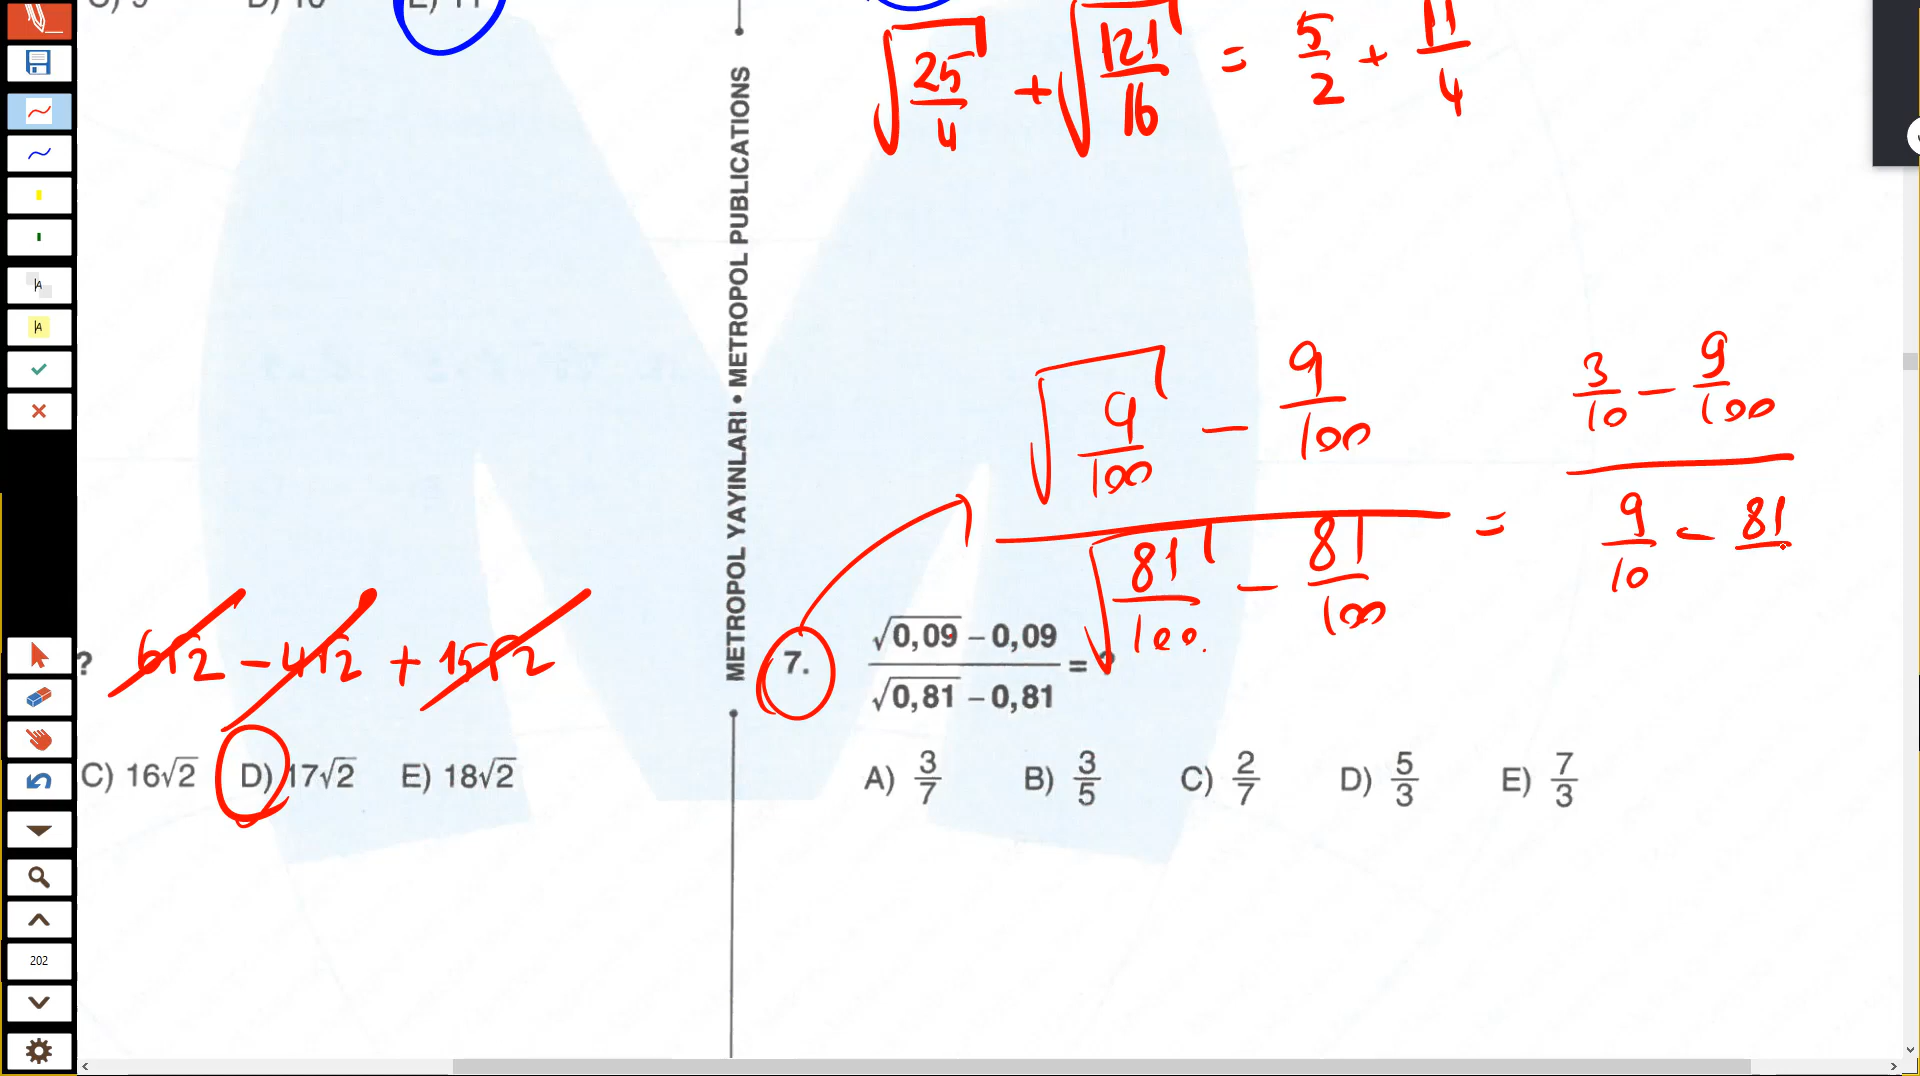 D) 10
E) 11
√25/4 + √121/16 = 5/2 + 11/4
METROPOL YAYINLARI • METROPOL PUBLICATIONS
? 6√2 − 4√2 + 15√2
C) 16√2 D) 17√2 E) 18√2
(√9/100 − 9/100) / (√81/100 − 81/100) = (3/10 − 9/100) / (9/10 − 81/
7. (√0,09 − 0,09) / (√0,81 − 0,81) = ?
A) 3/7 B) 3/5 C) 2/7 D) 5/3 E) 7/3
A
A
202